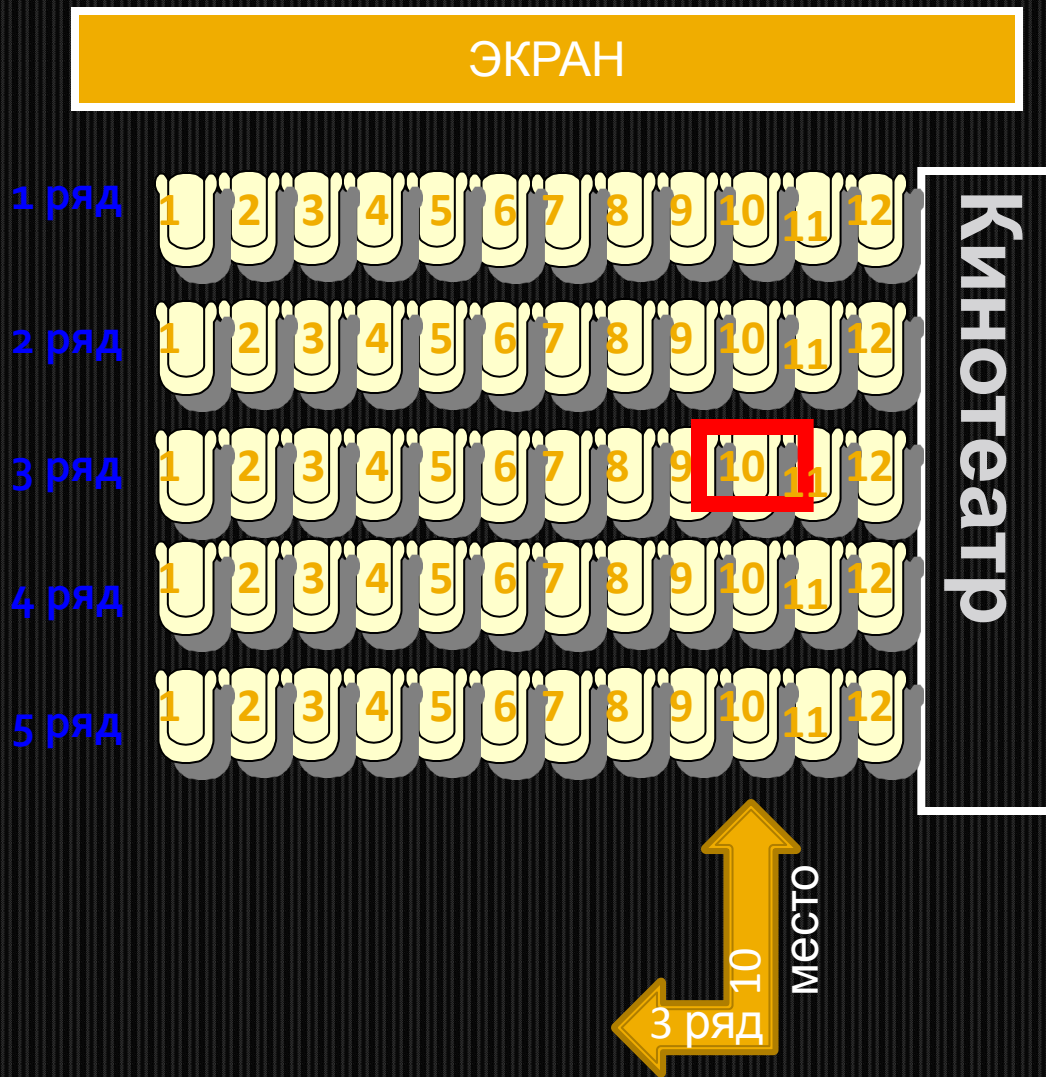 ЭКРАН
1 ряд 1 2 3 4 5 6 7 8 9 10 11 12
2 ряд 1 2 3 4 5 6 7 8 9 10 11 12
3 ряд 1 2 3 4 5 6 7 8 9 10 11 12
4 ряд 1 2 3 4 5 6 7 8 9 10 11 12
5 ряд 1 2 3 4 5 6 7 8 9 10 11 12
Кинотеатр
10
место
3 ряд